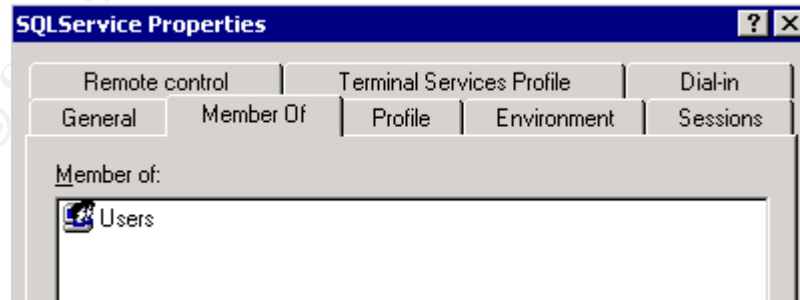 SQLService Properties
Remote control Terminal Services Profile Dial-in
General Member Of Profile Environment Sessions
Member of:
Users